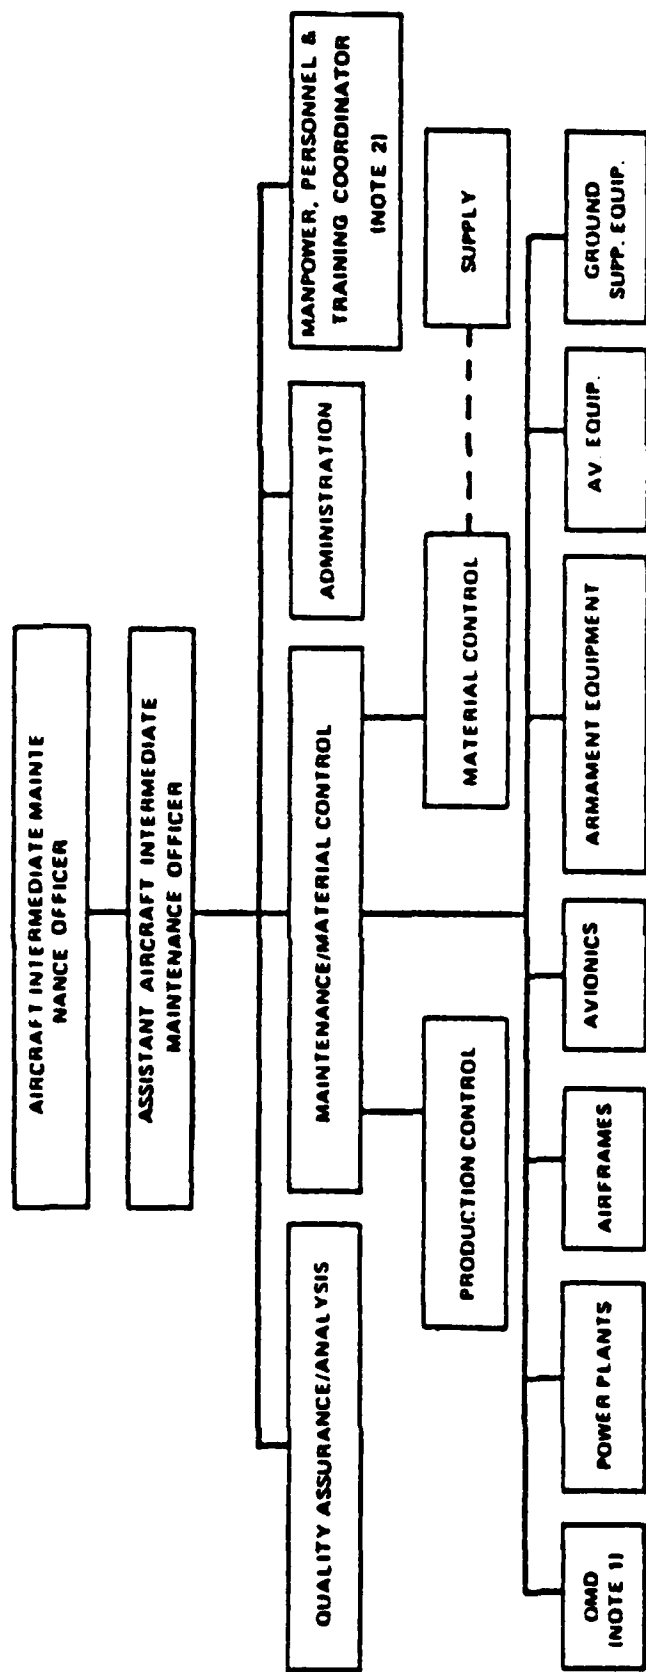 AIRCRAFT INTERMEDIATE MAINTE
NANCE OFFICER
ASSISTANT AIRCRAFT INTERMEDIATE
MAINTENANCE OFFICER
QUALITY ASSURANCE/ANALYSIS
MAINTENANCE/MATERIAL CONTROL
ADMINISTRATION
MANPOWER, PERSONNEL &
TRAINING COORDINATOR
(NOTE 2)
PRODUCTION CONTROL
MATERIAL CONTROL
SUPPLY
OMD
(NOTE 1)
POWER PLANTS
AIRFRAMES
AVIONICS
ARMAMENT EQUIPMENT
AV. EQUIP.
GROUND
SUPP. EQUIP.